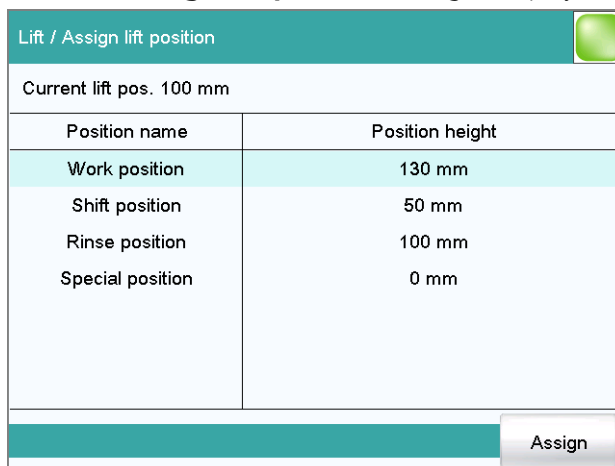 Lift / Assign lift position
Current lift pos. 100 mm
Position name Position height
Work position 130 mm
Shift position 50 mm
Rinse position 100 mm
Special position 0 mm
Assign